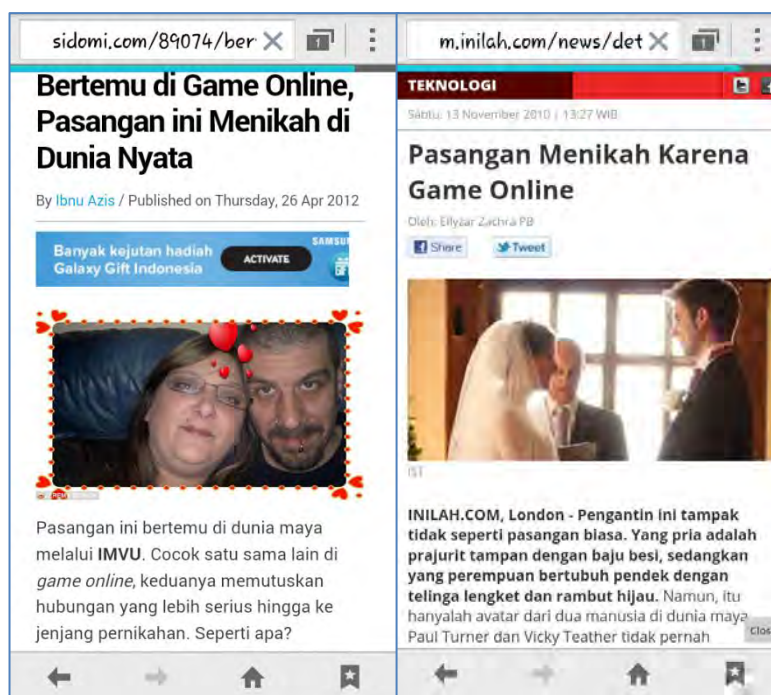 sidomi.com/89074/ber
1
Bertemu di Game Online,
Pasangan ini Menikah di
Dunia Nyata
By Ibnu Azis / Published on Thursday, 26 Apr 2012
Banyak kejutan hadiah
Galaxy Gift Indonesia
ACTIVATE
SAMSU
Pasangan ini bertemu di dunia maya
melalui IMVU. Cocok satu sama lain di
game online, keduanya memutuskan
hubungan yang lebih serius hingga ke
jenjang pernikahan. Seperti apa?
m.inilah.com/news/det
1
TEKNOLOGI
Sabtu, 13 November 2010 | 13:27 WIB
Pasangan Menikah Karena
Game Online
Oleh: Ellyzar Zachra PB
Share
Tweet
IST
INILAH.COM, London - Pengantin ini tampak
tidak seperti pasangan biasa. Yang pria adalah
prajurit tampan dengan baju besi, sedangkan
yang perempuan bertubuh pendek dengan
telinga lengket dan rambut hijau. Namun, itu
hanyalah avatar dari dua manusia di dunia maya
Paul Turner dan Vicky Teather tidak pernah
Clos